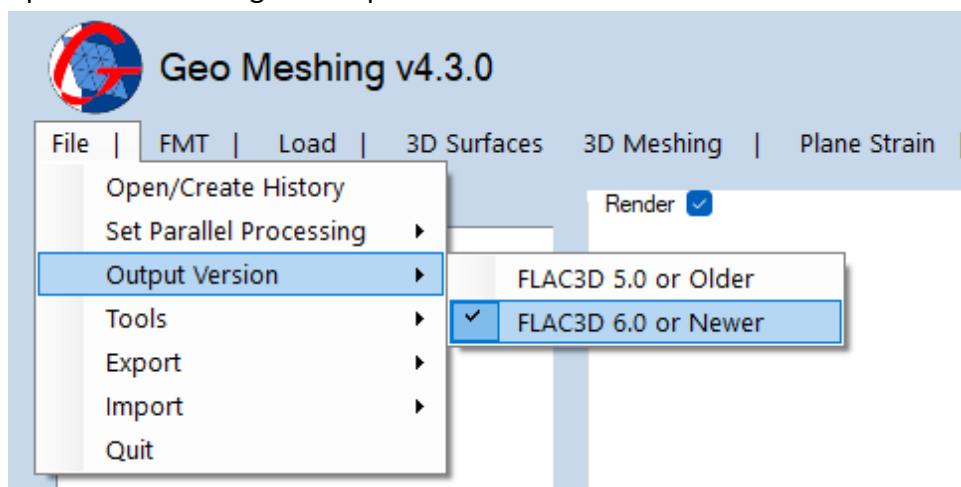 Geo Meshing v4.3.0
File | FMT | Load | 3D Surfaces 3D Meshing | Plane Strain |
Open/Create History
Render
Set Parallel Processing
Output Version
FLAC3D 5.0 or Older
Tools
FLAC3D 6.0 or Newer
Export
Import
Quit